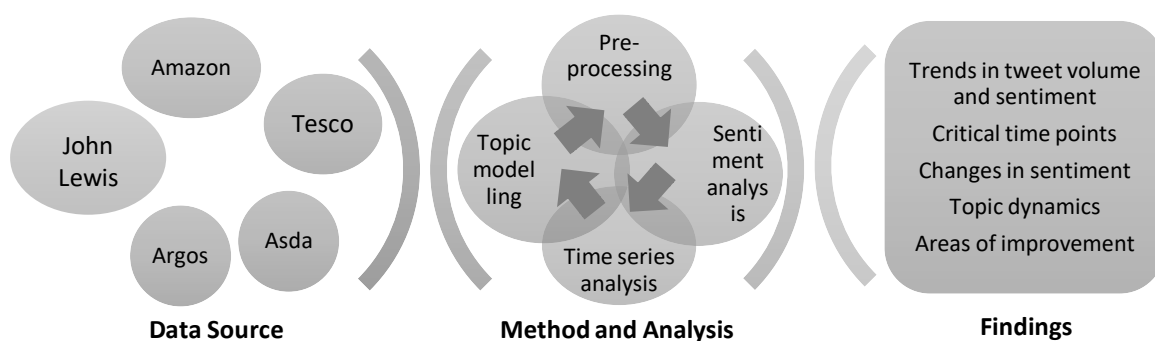 Amazon
Tesco
John
Lewis
Argos
Asda
Data Source
Pre-
processing
Topic
model
ling
Senti
ment
analys
is
Time series
analysis
Method and Analysis
Trends in tweet volume
and sentiment
Critical time points
Changes in sentiment
Topic dynamics
Areas of improvement
Findings